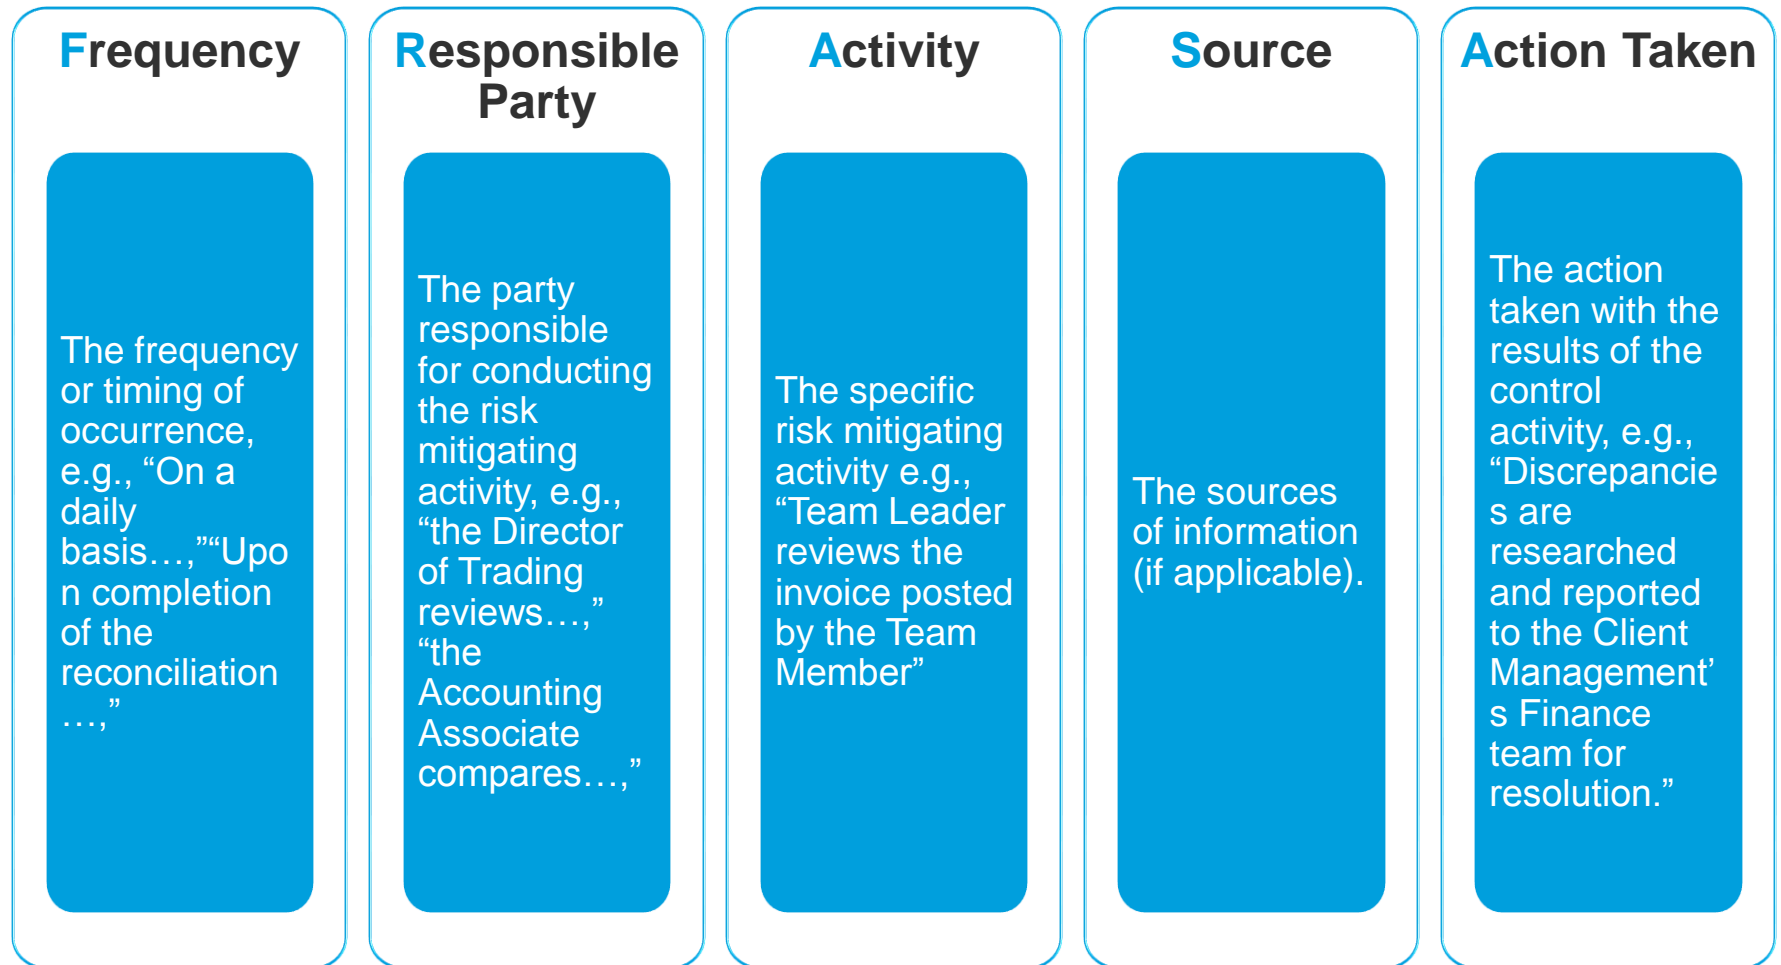 Frequency
The frequency
or timing of
occurrence,
e.g., “On a
daily
basis…,”“Upo
n completion
of the
reconciliation
…,”
Responsible
Party
The party
responsible
for conducting
the risk
mitigating
activity, e.g.,
“the Director
of Trading
reviews…,”
“the
Accounting
Associate
compares…,”
Activity
The specific
risk mitigating
activity e.g.,
“Team Leader
reviews the
invoice posted
by the Team
Member”
Source
The sources
of information
(if applicable).
Action Taken
The action
taken with the
results of the
control
activity, e.g.,
“Discrepancie
s are
researched
and reported
to the Client
Management’
s Finance
team for
resolution.”